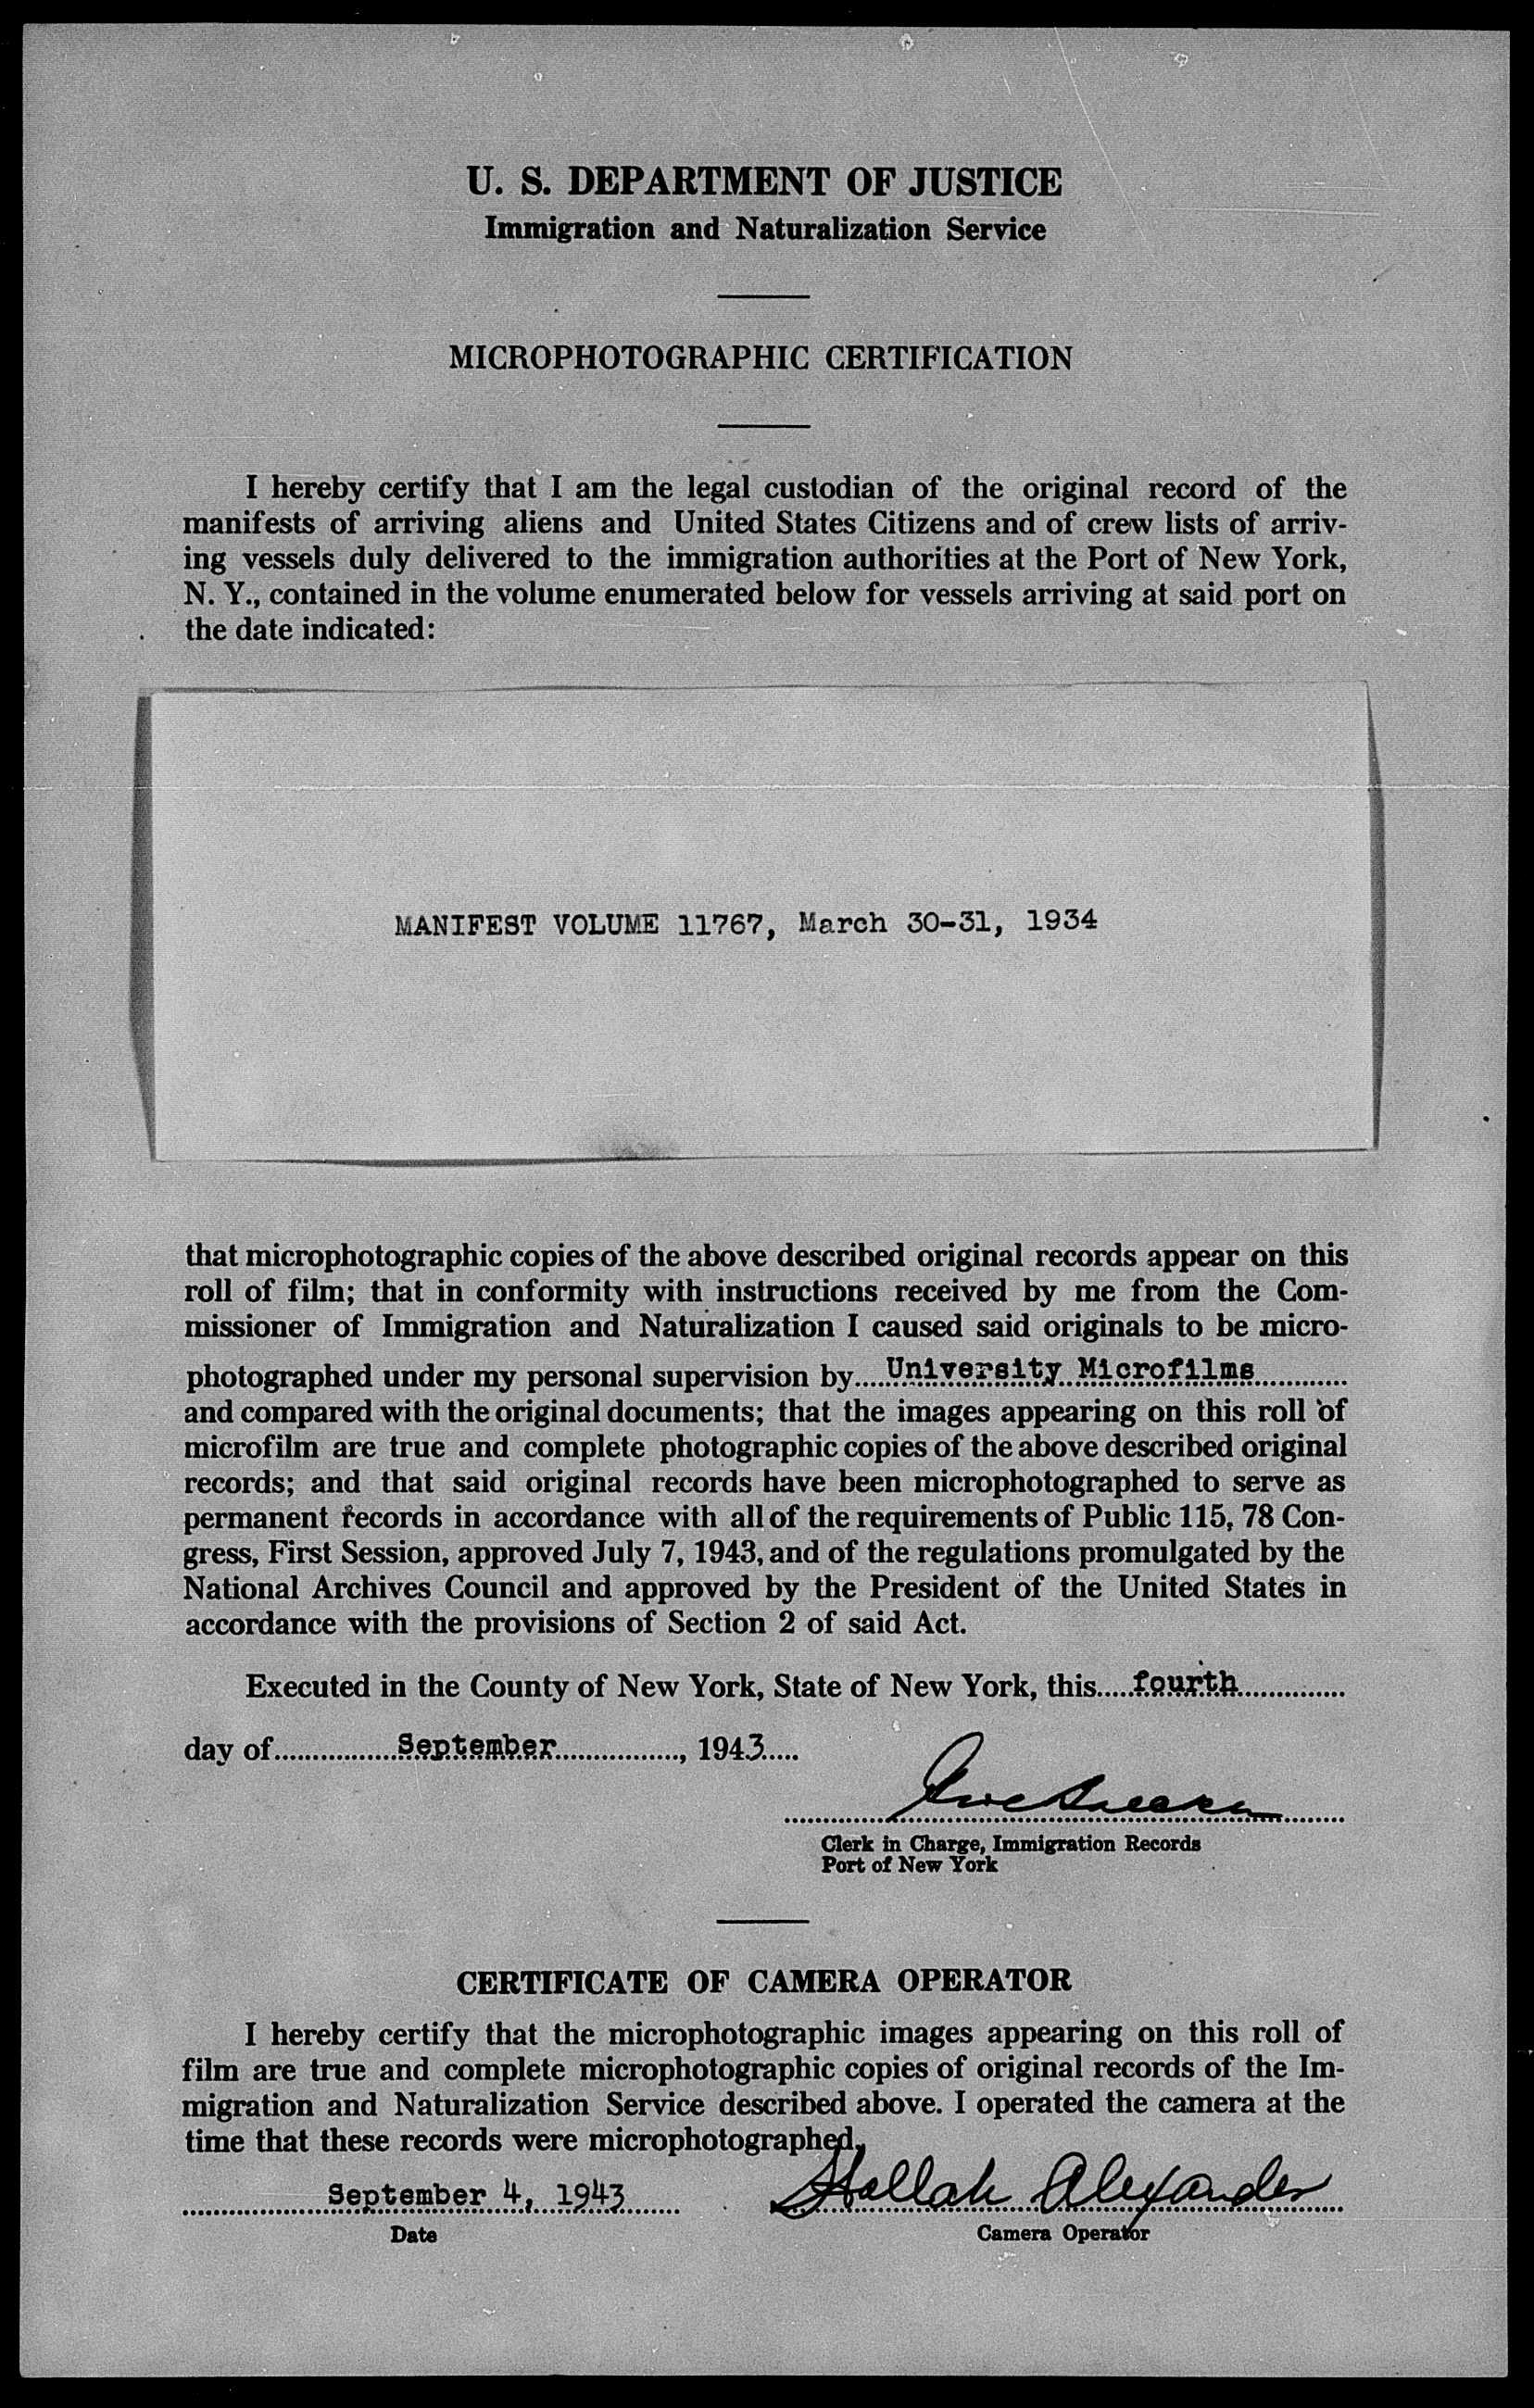 U. S. DEPARTMENT OF JUSTICE
Immigration and Naturalization Service
MICROPHOTOGRAPHIC CERTIFICATION
I hereby certify that I am the legal custodian of the original record of the
manifests of arriving aliens and United States Citizens and of crew lists of arriv-
ing vessels duly delivered to the immigration authorities at the Port of New York,
N. Y., contained in the volume enumerated below for vessels arriving at said port on
the date indicated:
MANIFEST VOLUME 11767, March 30-31, 1934
that microphotographic copies of the above described original records appear on this
roll of film; that in conformity with instructions received by me from the Com-
missioner of Immigration and Naturalization I caused said originals to be micro-
photographed under my personal supervision by.....University Microfilms............
and compared with the original documents; that the images appearing on this roll of
microfilm are true and complete photographic copies of the above described original
records; and that said original records have been microphotographed to serve as
permanent records in accordance with all of the requirements of Public 115, 78 Con-
gress, First Session, approved July 7, 1943, and of the regulations promulgated by the
National Archives Council and approved by the President of the United States in
accordance with the provisions of Section 2 of said Act.
Executed in the County of New York, State of New York, this.....fourth..............
day of................September................, 1943.....
Clerk in Charge, Immigration Records
Port of New York
CERTIFICATE OF CAMERA OPERATOR
I hereby certify that the microphotographic images appearing on this roll of
film are true and complete microphotographic copies of original records of the Im-
migration and Naturalization Service described above. I operated the camera at the
time that these records were microphotographed.
September 4, 1943 Alexander
Date Camera Operator